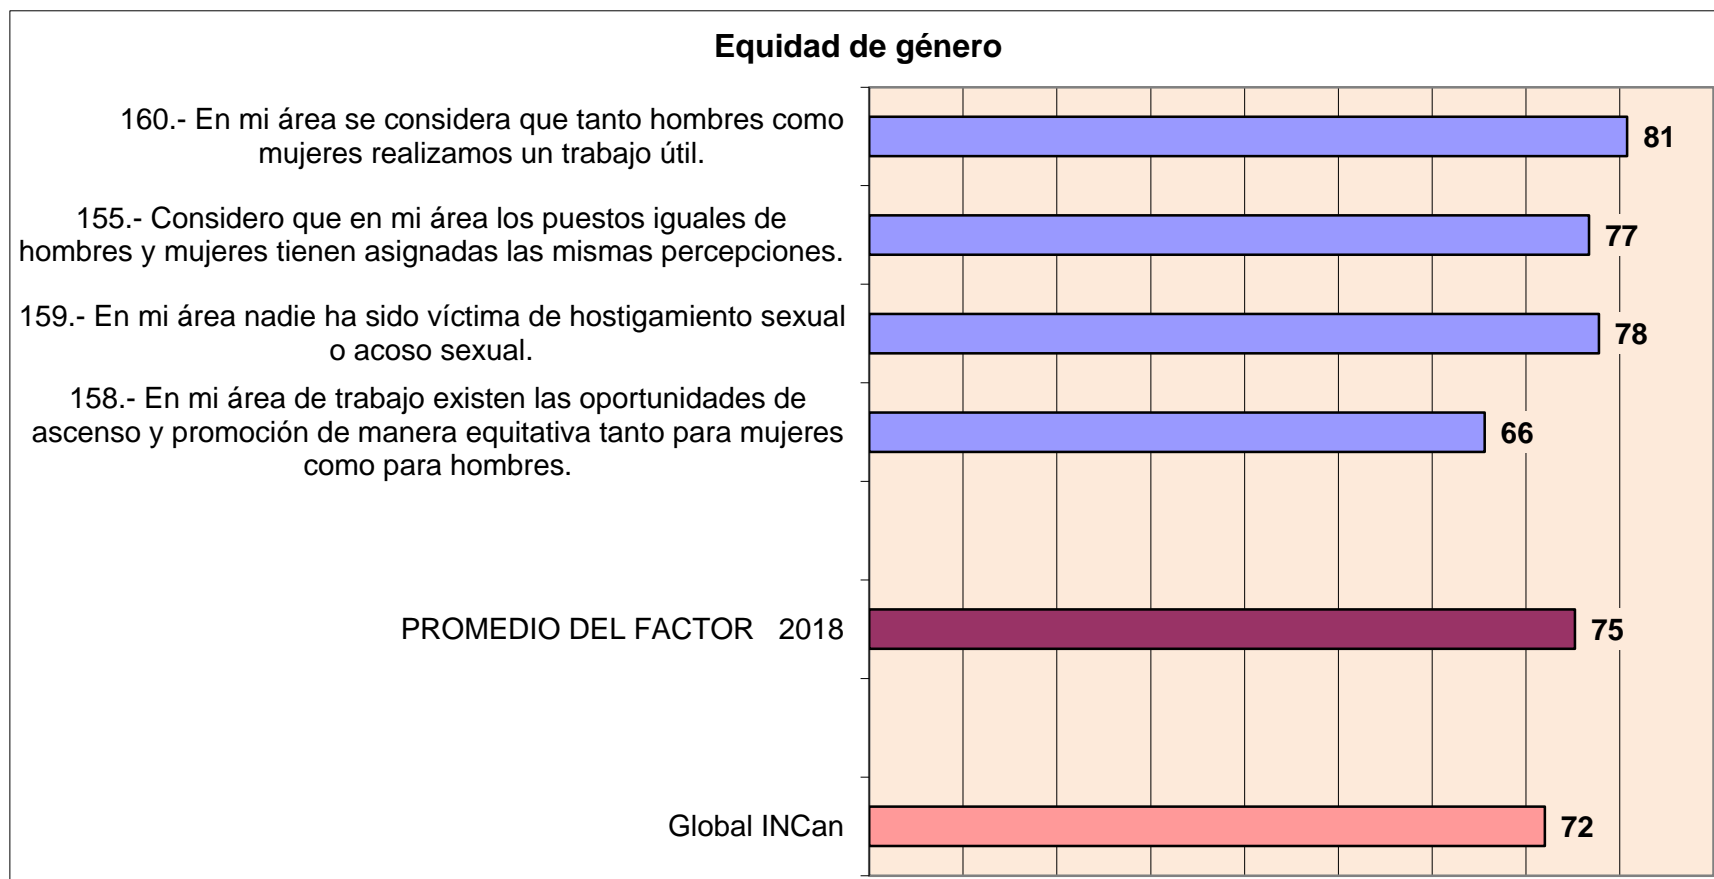 Equidad de género
160.- En mi área se considera que tanto hombres como
mujeres realizamos un trabajo útil.
81
155.- Considero que en mi área los puestos iguales de
hombres y mujeres tienen asignadas las mismas percepciones.
77
159.- En mi área nadie ha sido víctima de hostigamiento sexual
o acoso sexual.
78
158.- En mi área de trabajo existen las oportunidades de
ascenso y promoción de manera equitativa tanto para mujeres
como para hombres.
66
PROMEDIO DEL FACTOR   2018
75
Global INCan
72